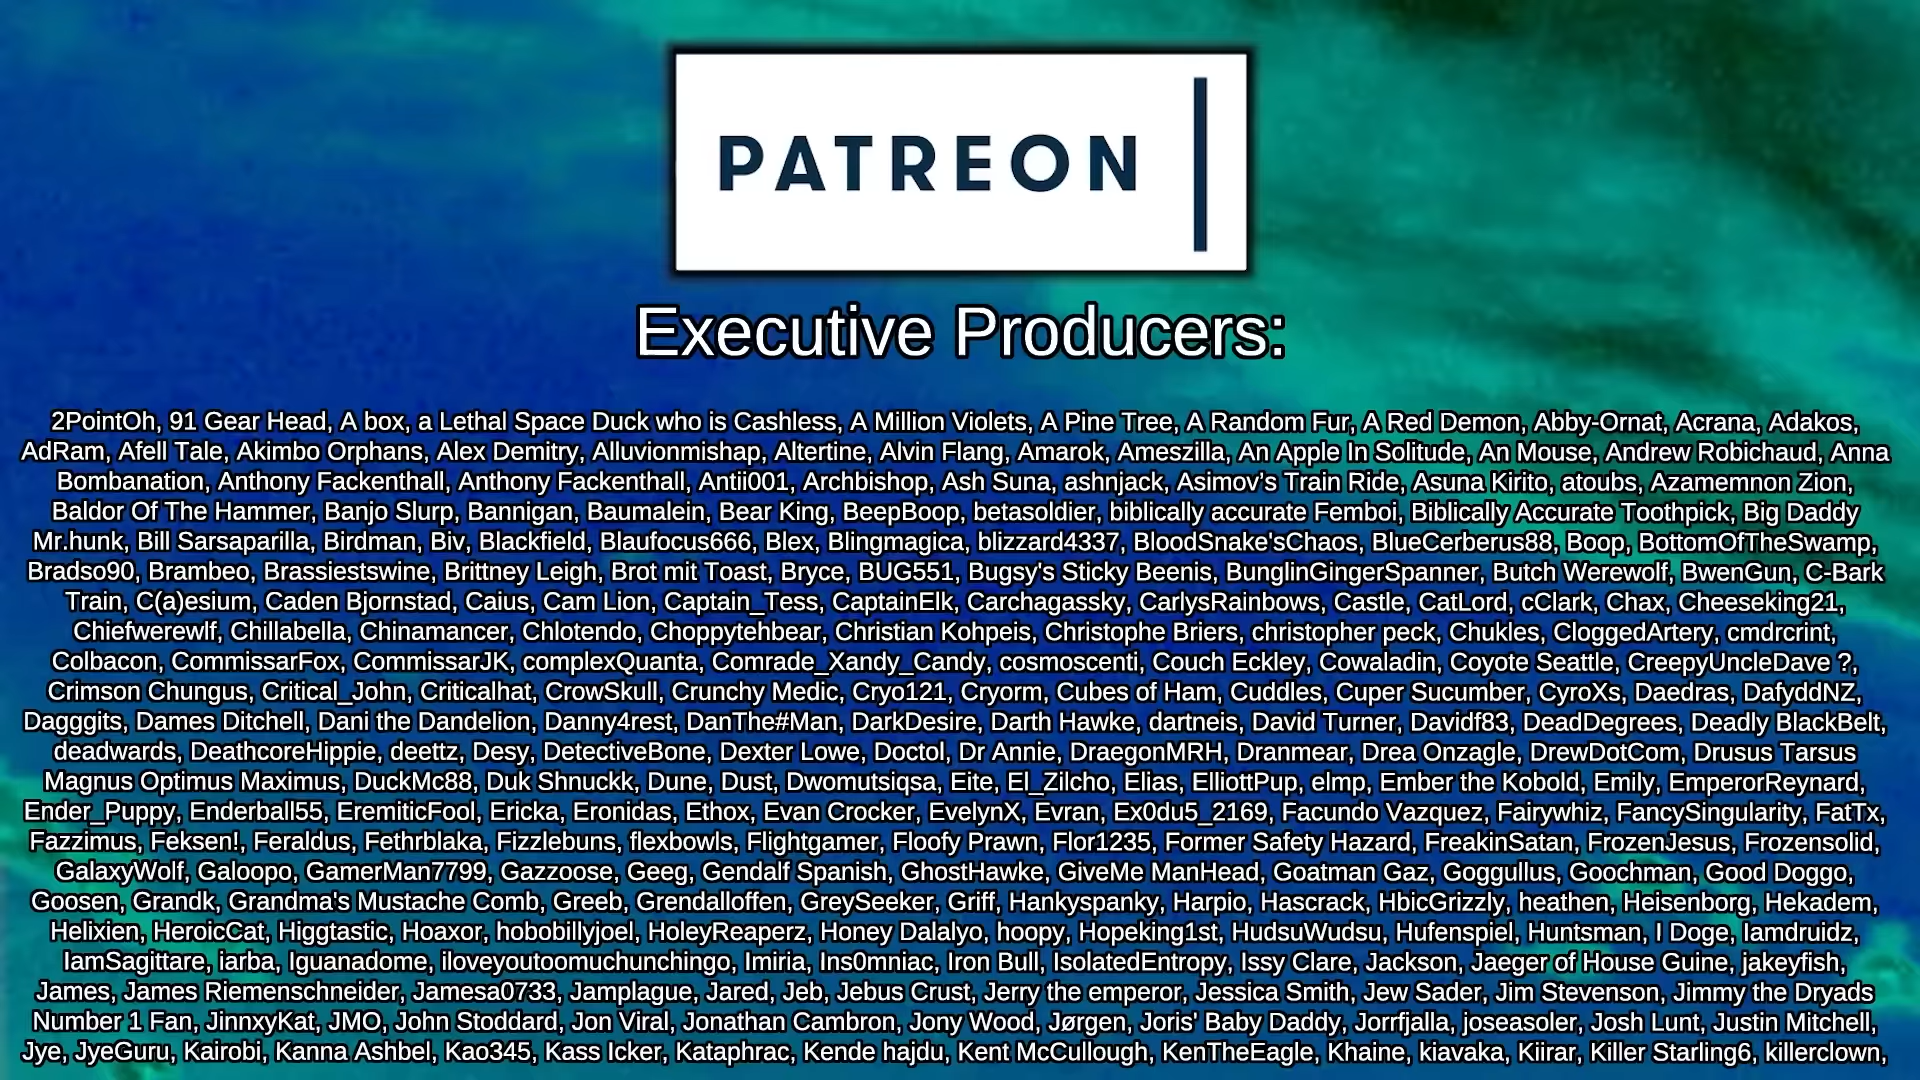 PATREON
Executive Producers:
2PointOh, 91 Gear Head, A box, a Lethal Space Duck who is Cashless, A Million Violets, A Pine Tree, A Random Fur, A Red Demon, Abby-Ornat, Acrana, Adakos,
AdRam, Afell Tale, Akimbo Orphans, Alex Demitry, Alluvionmishap, Altertine, Alvin Flang, Amarok, Ameszilla, An Apple In Solitude, An Mouse, Andrew Robichaud, Anna
Bombanation, Anthony Fackenthall, Anthony Fackenthall, Antii001, Archbishop, Ash Suna, ashnjack, Asimov's Train Ride, Asuna Kirito, atoubs, Azamemnon Zion,
Baldor Of The Hammer, Banjo Slurp, Bannigan, Baumalein, Bear King, BeepBoop, betasoldier, biblically accurate Femboi, Biblically Accurate Toothpick, Big Daddy
Mr.hunk, Bill Sarsaparilla, Birdman, Biv, Blackfield, Blaufocus666, Blex, Blingmagica, blizzard4337, BloodSnake'sChaos, BlueCerberus88, Boop, BottomOfTheSwamp,
Bradso90, Brambeo, Brassiestswine, Brittney Leigh, Brot mit Toast, Bryce, BUG551, Bugsy's Sticky Beenis, BunglinGingerSpanner, Butch Werewolf, BwenGun, C-Bark
Train, C(a)esium, Caden Bjornstad, Caius, Cam Lion, Captain_Tess, CaptainElk, Carchagassky, CarlysRainbows, Castle, CatLord, cClark, Chax, Cheeseking21,
Chiefwerewlf, Chillabella, Chinamancer, Chlotendo, Choppytehbear, Christian Kohpeis, Christophe Briers, christopher peck, Chukles, CloggedArtery, cmdrcrint,
Colbacon, CommissarFox, CommissarJK, complexQuanta, Comrade_Xandy_Candy, cosmoscenti, Couch Eckley, Cowaladin, Coyote Seattle, CreepyUncleDave ?,
Crimson Chungus, Critical_John, Criticalhat, CrowSkull, Crunchy Medic, Cryo121, Cryorm, Cubes of Ham, Cuddles, Cuper Sucumber, CyroXs, Daedras, DafyddNZ,
Dagggits, Dames Ditchell, Dani the Dandelion, Danny4rest, DanThe#Man, DarkDesire, Darth Hawke, dartneis, David Turner, Davidf83, DeadDegrees, Deadly BlackBelt,
deadwards, DeathcoreHippie, deettz, Desy, DetectiveBone, Dexter Lowe, Doctol, Dr Annie, DraegonMRH, Dranmear, Drea Onzagle, DrewDotCom, Drusus Tarsus
Magnus Optimus Maximus, DuckMc88, Duk Shnuckk, Dune, Dust, Dwomutsiqsa, Eite, El_Zilcho, Elias, ElliottPup, elmp, Ember the Kobold, Emily, EmperorReynard,
Ender_Puppy, Enderball55, EremiticFool, Ericka, Eronidas, Ethox, Evan Crocker, EvelynX, Evran, Ex0du5_2169, Facundo Vazquez, Fairywhiz, FancySingularity, FatTx,
Fazzimus, Feksen!, Feraldus, Fethrblaka, Fizzlebuns, flexbowls, Flightgamer, Floofy Prawn, Flor1235, Former Safety Hazard, FreakinSatan, FrozenJesus, Frozensolid,
GalaxyWolf, Galoopo, GamerMan7799, Gazzoose, Geeg, Gendalf Spanish, GhostHawke, GiveMe ManHead, Goatman Gaz, Goggullus, Goochman, Good Doggo,
Goosen, Grandk, Grandma's Mustache Comb, Greeb, Grendalloffen, GreySeeker, Griff, Hankyspanky, Harpio, Hascrack, HbicGrizzly, heathen, Heisenborg, Hekadem,
Helixien, HeroicCat, Higgtastic, Hoaxor, hobobillyjoel, HoleyReaperz, Honey Dalalyo, hoopy, Hopeking1st, HudsuWudsu, Hufenspiel, Huntsman, I Doge, Iamdruidz,
IamSagittare, iarba, Iguanadome, iloveyoutoomuchunchingo, Imiria, Ins0mniac, Iron Bull, IsolatedEntropy, Issy Clare, Jackson, Jaeger of House Guine, jakeyfish,
James, James Riemenschneider, Jamesa0733, Jamplague, Jared, Jeb, Jebus Crust, Jerry the emperor, Jessica Smith, Jew Sader, Jim Stevenson, Jimmy the Dryads
Number 1 Fan, JinnxyKat, JMO, John Stoddard, Jon Viral, Jonathan Cambron, Jony Wood, Jørgen, Joris' Baby Daddy, Jorrfjalla, joseasoler, Josh Lunt, Justin Mitchell,
Jye, JyeGuru, Kairobi, Kanna Ashbel, Kao345, Kass Icker, Kataphrac, Kende hajdu, Kent McCullough, KenTheEagle, Khaine, kiavaka, Kiirar, Killer Starling6, killerclown,